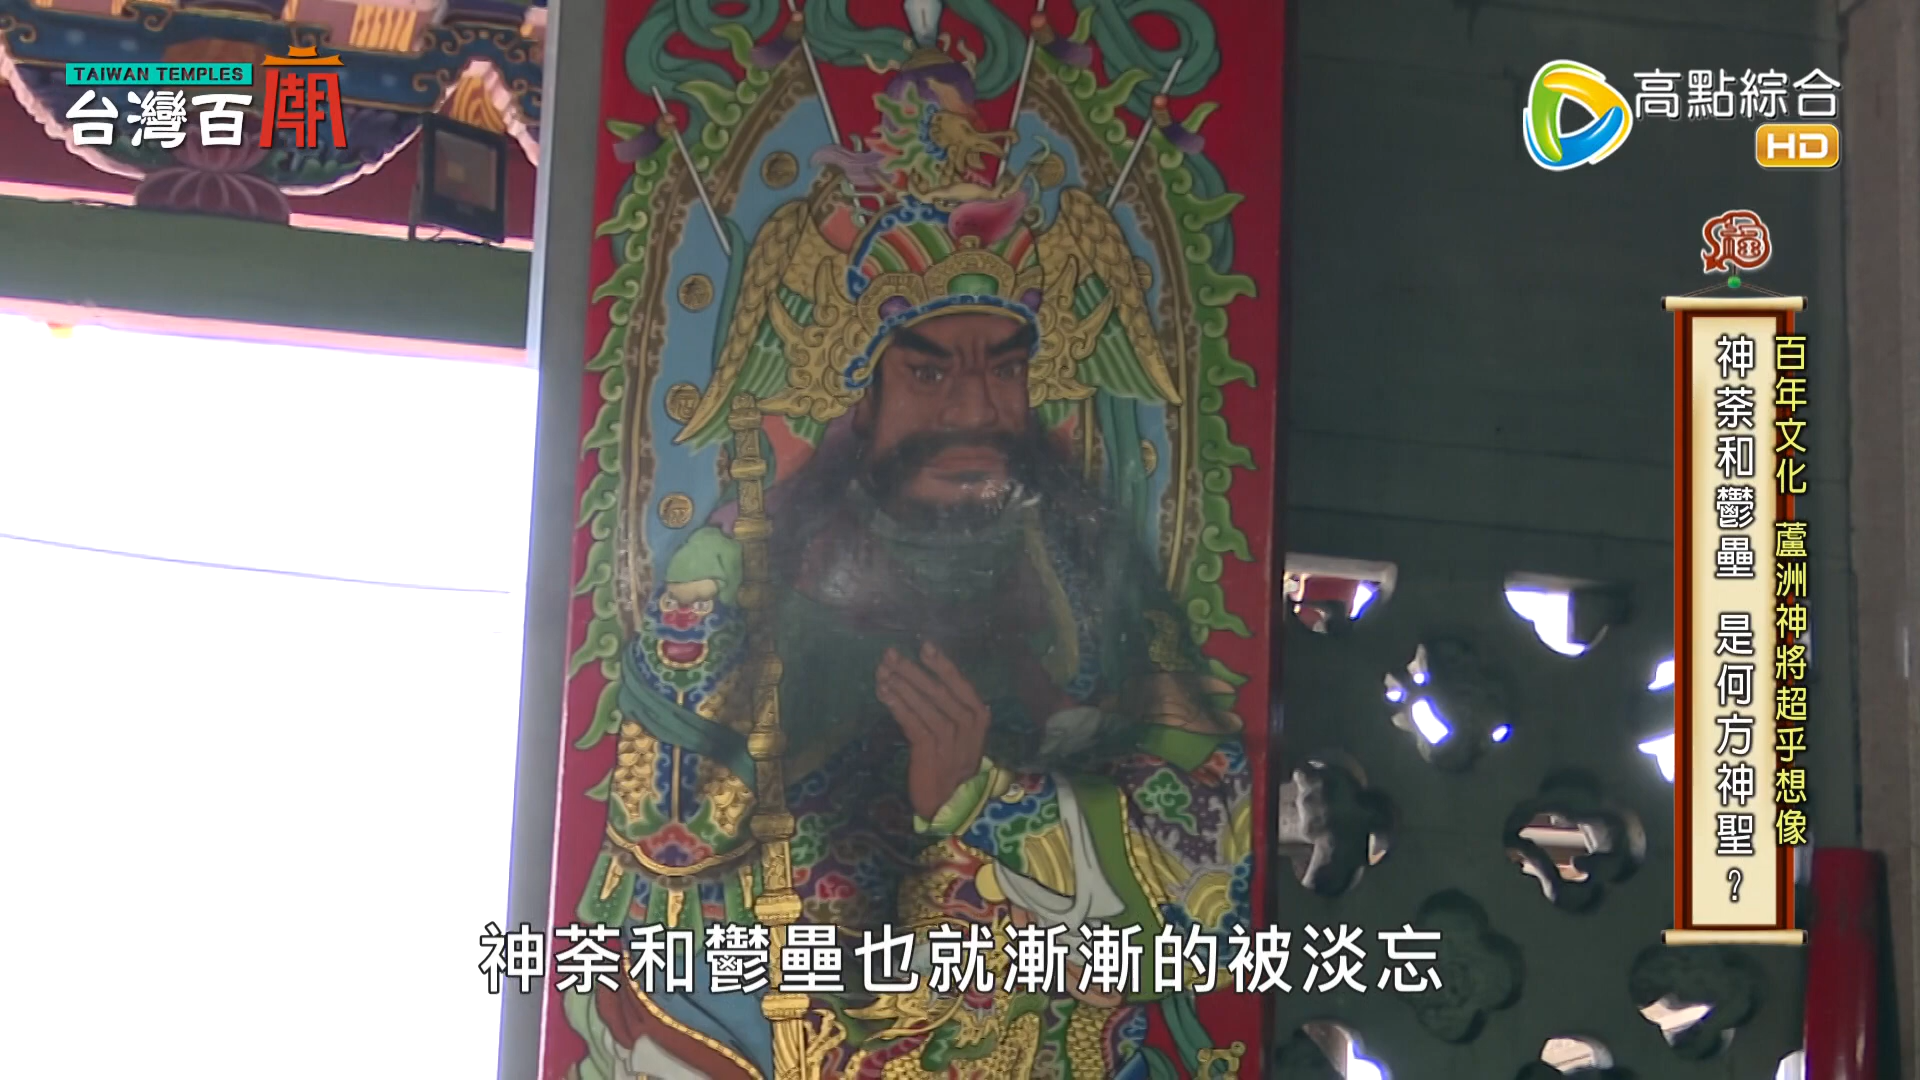 TAIWAN TEMPLES
台灣百廟
高點綜合
HD
百年文化 蘆洲神將超乎想像
神荼和鬱壘 是何方神聖？
神荼和鬱壘也就漸漸的被淡忘